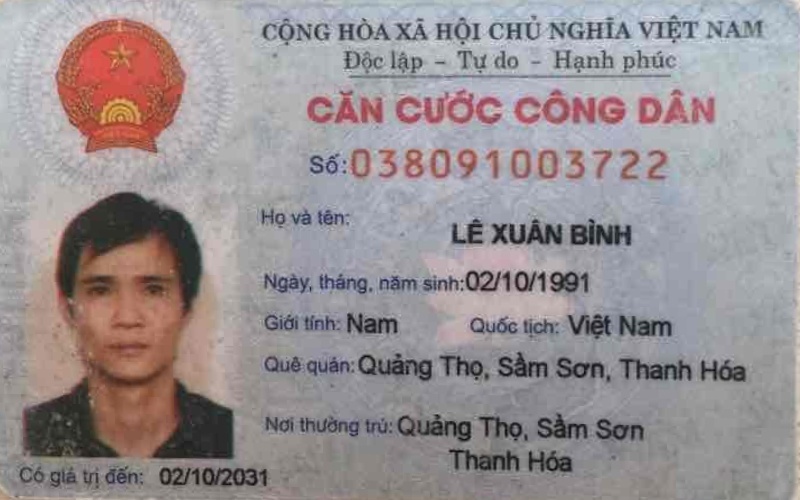 CỘNG HÒA XÃ HỘI CHỦ NGHĨA VIỆT NAM
Độc lập – Tự do – Hạnh phúc
CĂN CƯỚC CÔNG DÂN
Số: 038091003722
Họ và tên: LÊ XUÂN BÌNH
Ngày, tháng, năm sinh: 02/10/1991
Giới tính: Nam Quốc tịch: Việt Nam
Quê quán: Quảng Thọ, Sầm Sơn, Thanh Hóa
Nơi thường trú: Quảng Thọ, Sầm Sơn
Thanh Hóa
Có giá trị đến: 02/10/2031